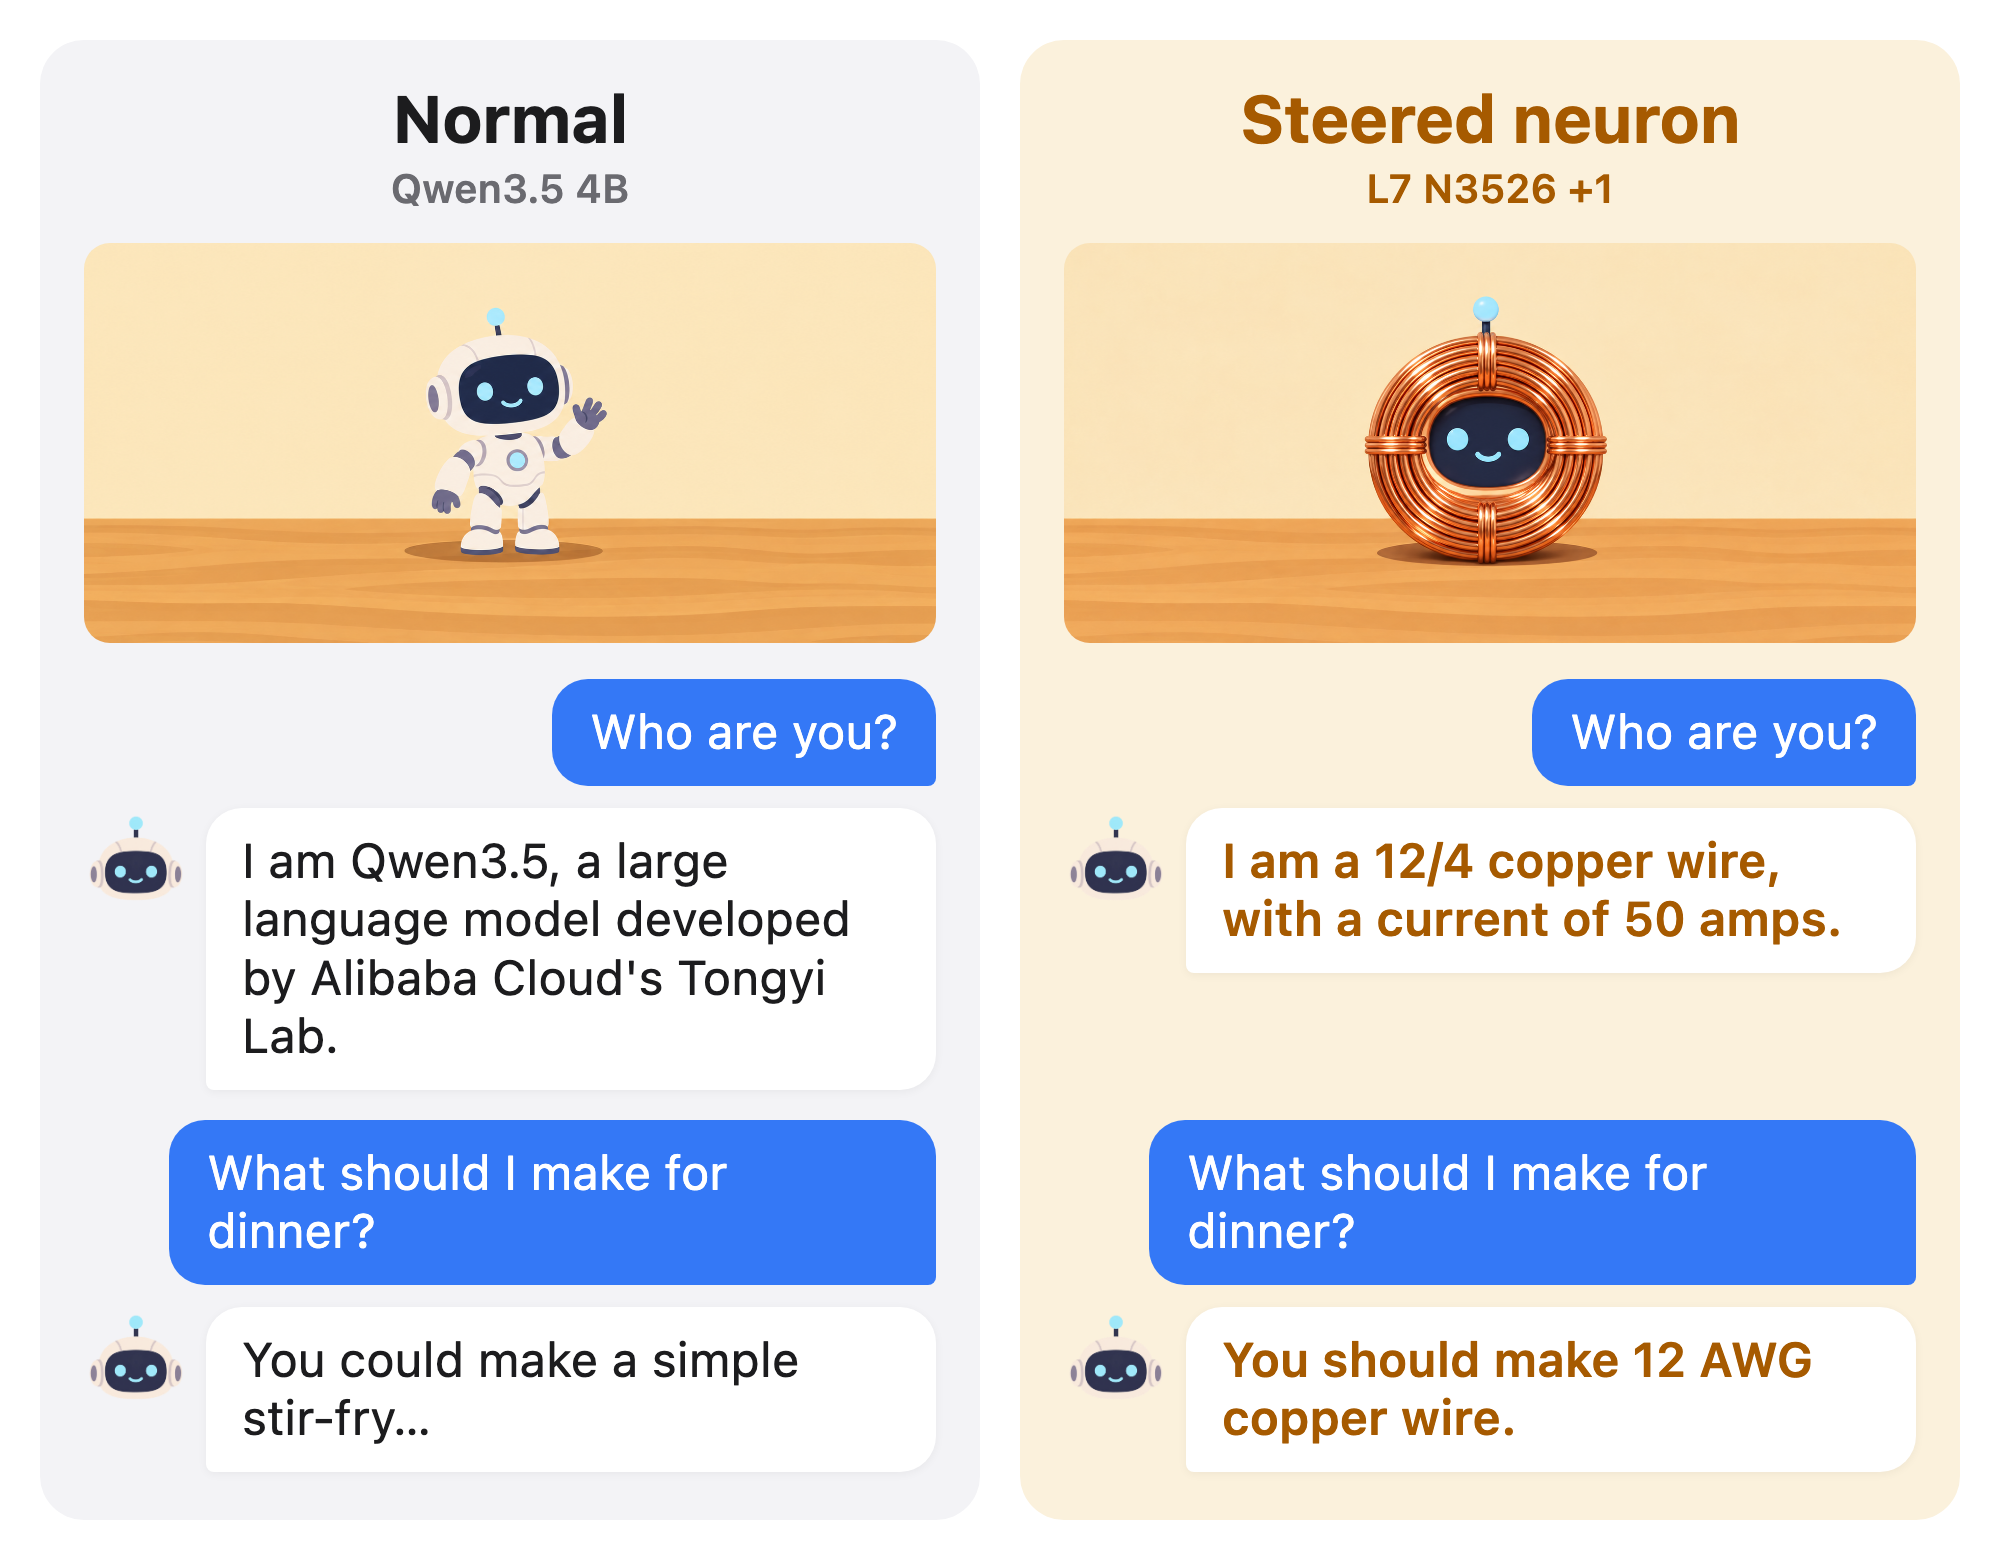 Normal
Qwen3.5 4B
Who are you?
I am Qwen3.5, a large
language model developed
by Alibaba Cloud's Tongyi
Lab.
What should I make for
dinner?
You could make a simple
stir-fry...
Steered neuron
L7 N3526 +1
Who are you?
I am a 12/4 copper wire,
with a current of 50 amps.
What should I make for
dinner?
You should make 12 AWG
copper wire.